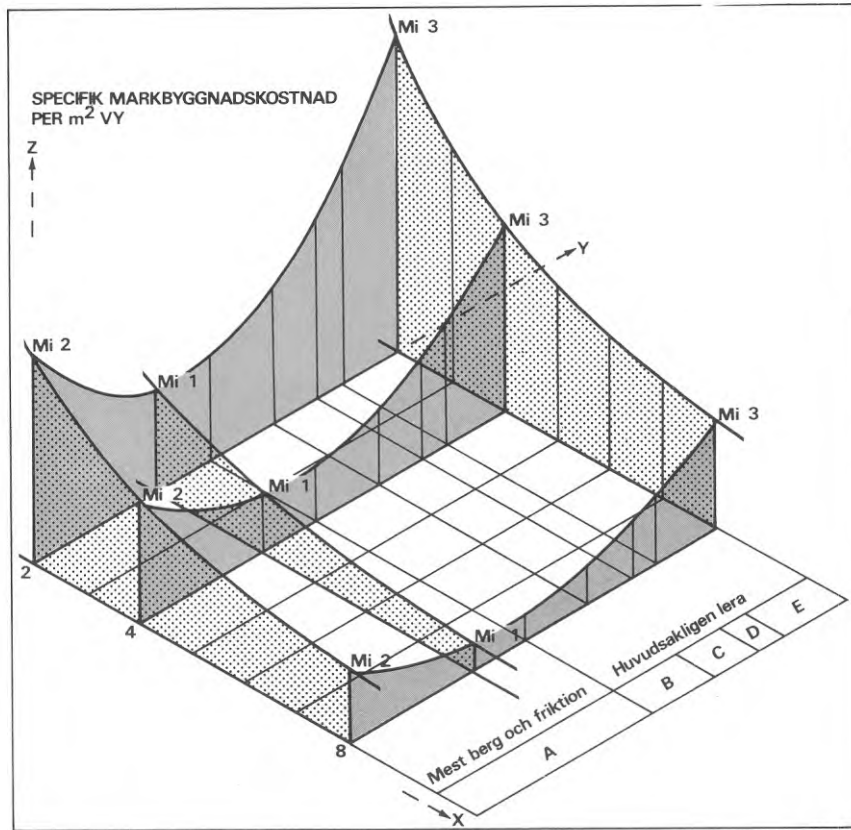 Mi 3
SPECIFIK MARKBYGGNADSKOSTNAD
PER m² VY
Z
Mi 3
Y
Mi 2
Mi 1
Mi 3
Mi 2
Mi 1
2
4
Mi 2
Mi 1
8
Mest berg och friktion
Huvudsakligen lera
A
B
C
D
E
X